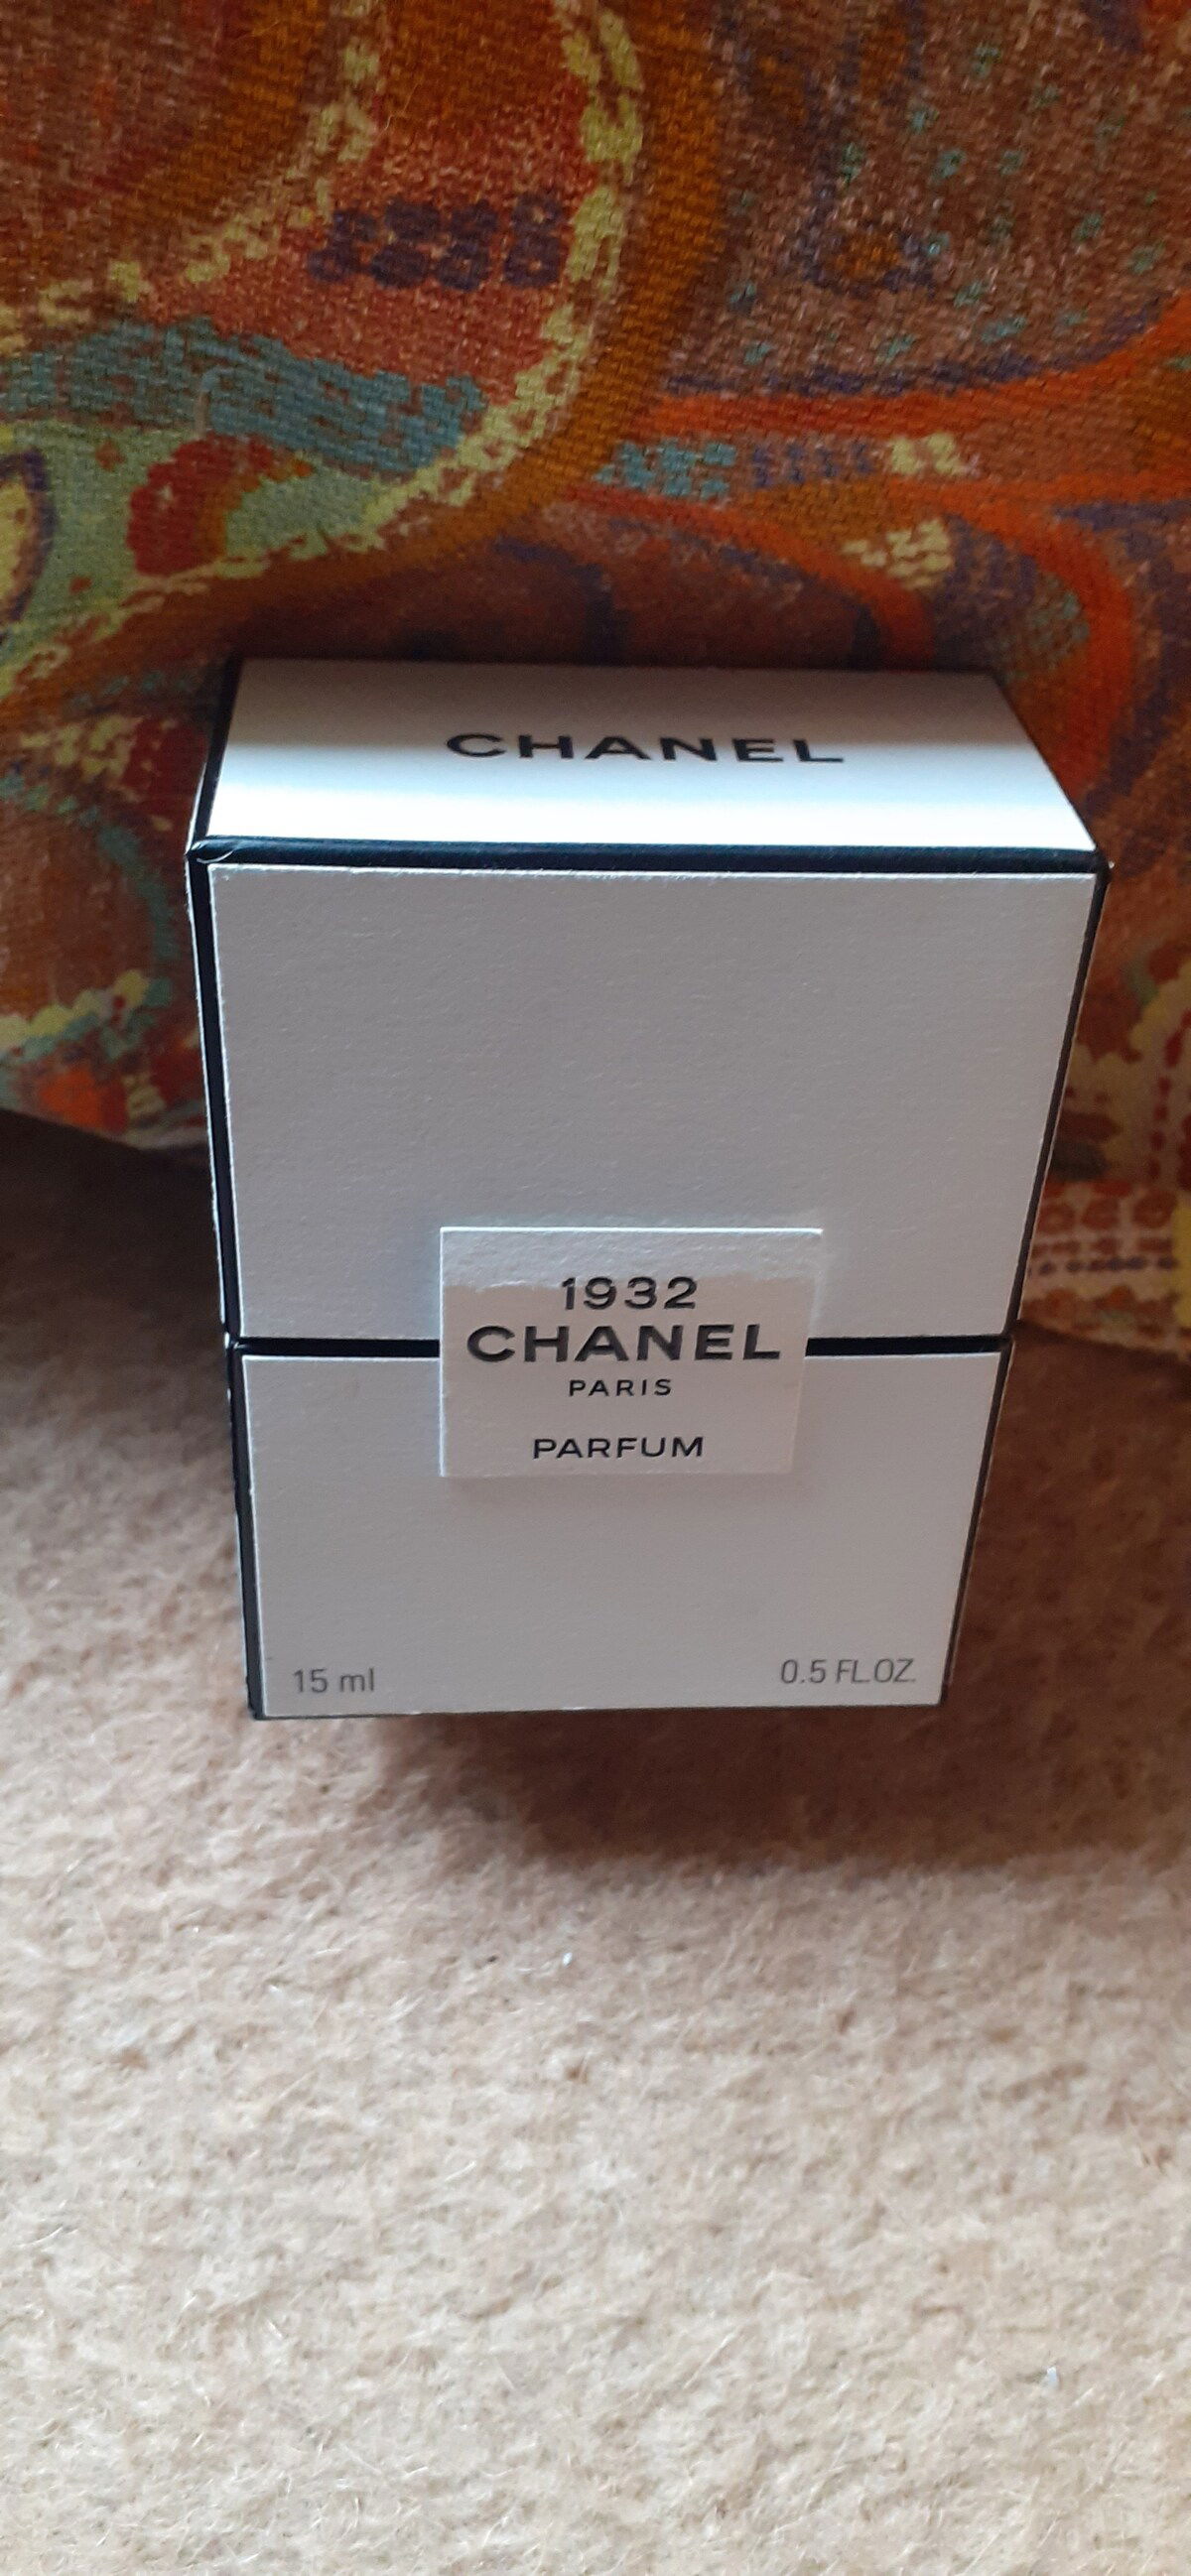 CHANEL
1932
CHANEL
PARIS
PARFUM
15 ml
0.5 FL.OZ.